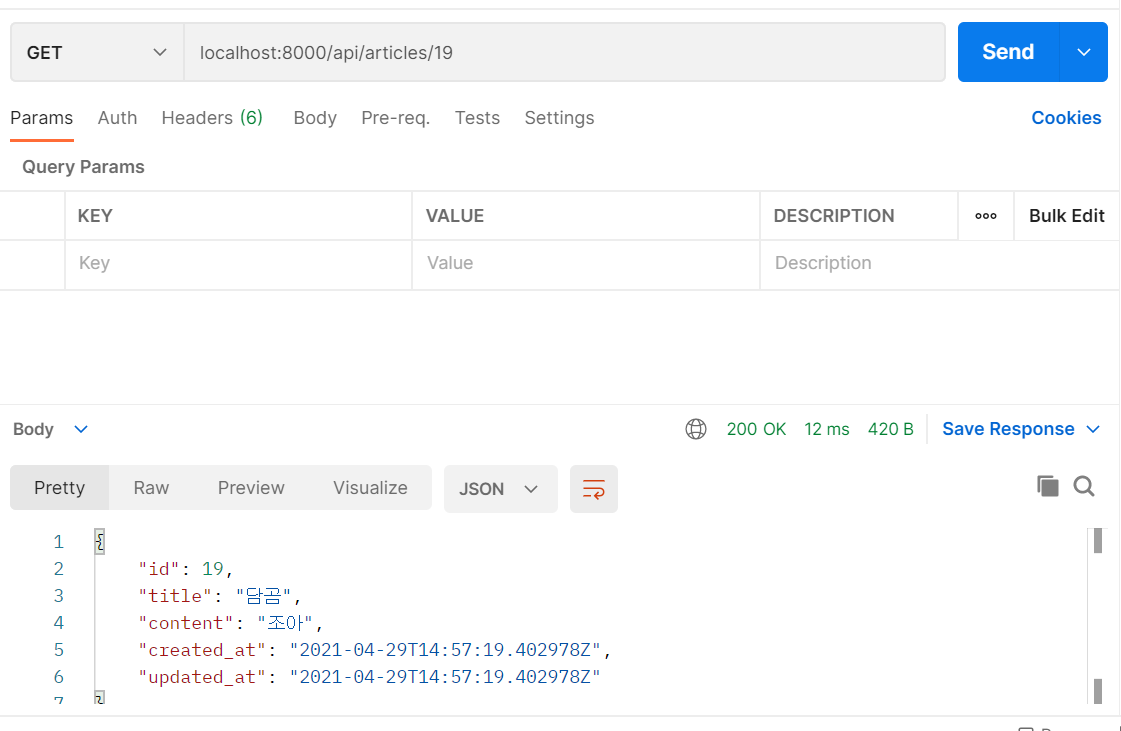 GET localhost:8000/api/articles/19 Send
Params Auth Headers (6) Body Pre-req. Tests Settings Cookies
Query Params
KEY VALUE DESCRIPTION ooo Bulk Edit
Key Value Description
Body 200 OK 12 ms 420 B Save Response
Pretty Raw Preview Visualize JSON
1 {
2 "id": 19,
3 "title": "담곰",
4 "content": "조아",
5 "created_at": "2021-04-29T14:57:19.402978Z",
6 "updated_at": "2021-04-29T14:57:19.402978Z"
7 }